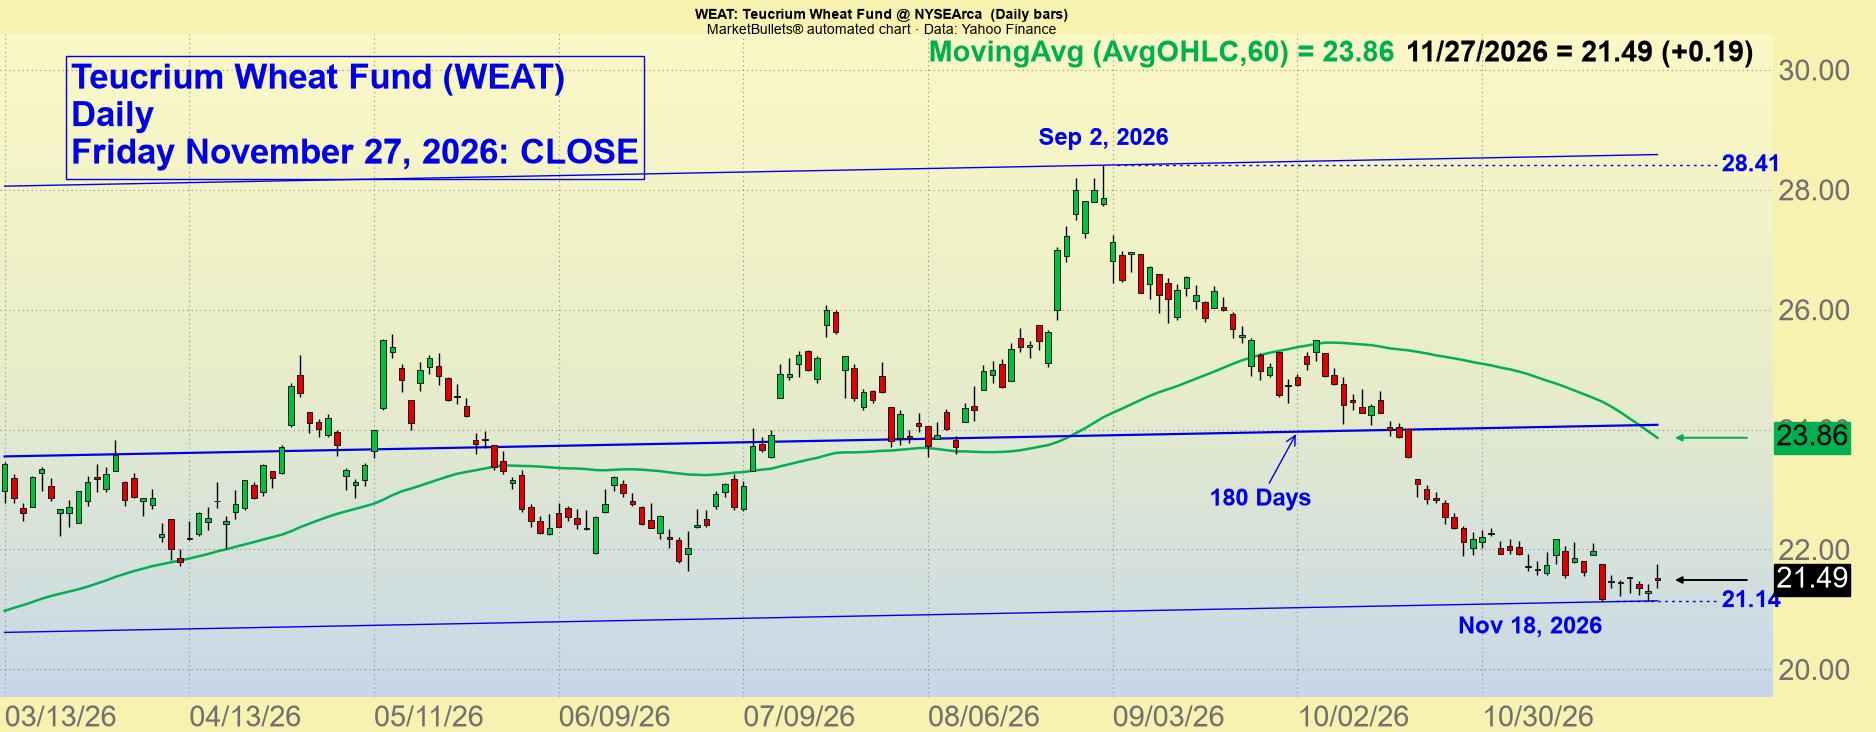 WEAT: Teucrium Wheat Fund @ NYSEArca  (Daily bars)
MarketBullets® automated chart · Data: Yahoo Finance
MovingAvg (AvgOHLC,60) = 23.86 11/27/2026 = 21.49 (+0.19)
Teucrium Wheat Fund (WEAT)
Daily
Friday November 27, 2026: CLOSE
30.00
Sep 2, 2026
28.41
28.00
26.00
23.86
180 Days
22.00
21.49
21.14
Nov 18, 2026
20.00
03/13/26 04/13/26 05/11/26 06/09/26 07/09/26 08/06/26 09/03/26 10/02/26 10/30/26